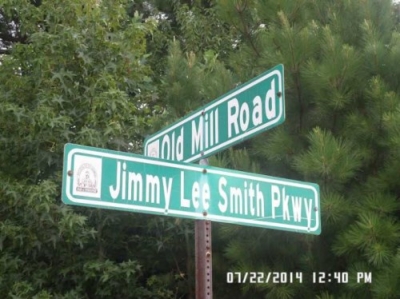 Old Mill Road
Jimmy Lee Smith Pkwy
07/22/2014 12:40 PM